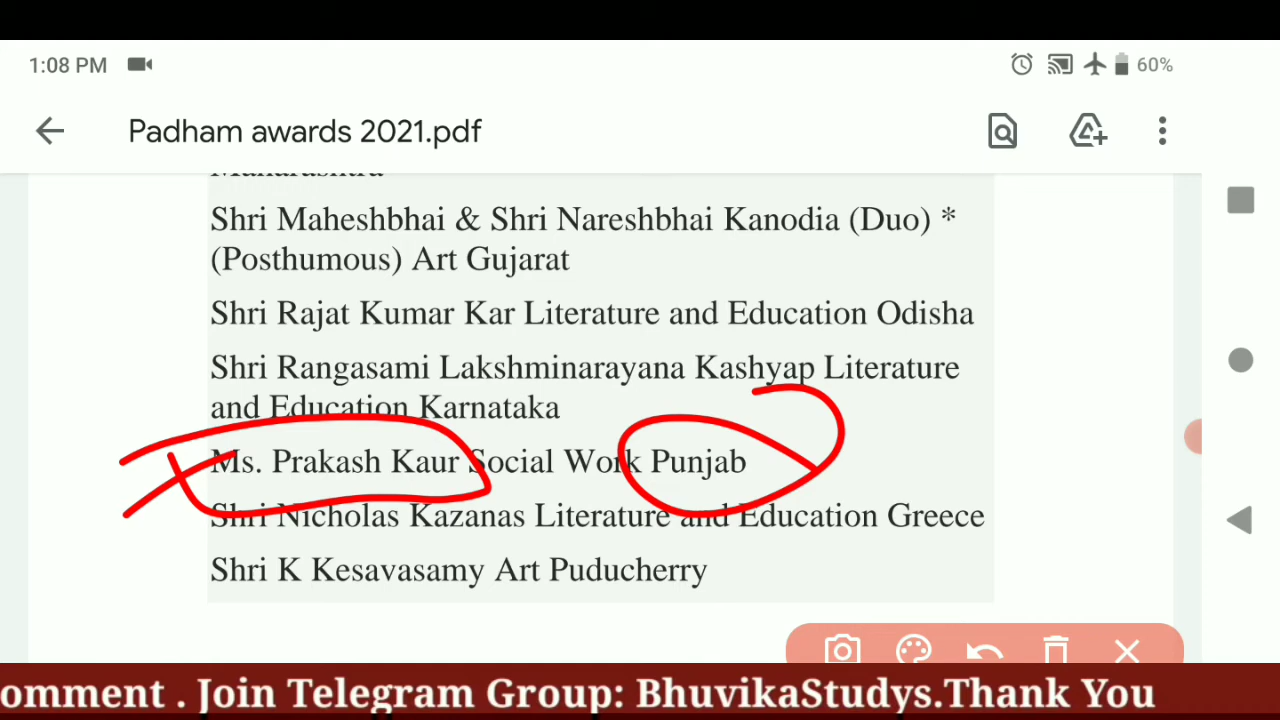 1:08 PM
60%
Padham awards 2021.pdf
Maharashtra
Shri Maheshbhai & Shri Nareshbhai Kanodia (Duo) *
(Posthumous) Art Gujarat
Shri Rajat Kumar Kar Literature and Education Odisha
Shri Rangasami Lakshminarayana Kashyap Literature
and Education Karnataka
Ms. Prakash Kaur Social Work Punjab
Shri Nicholas Kazanas Literature and Education Greece
Shri K Kesavasamy Art Puducherry
omment . Join Telegram Group: BhuvikaStudys.Thank You